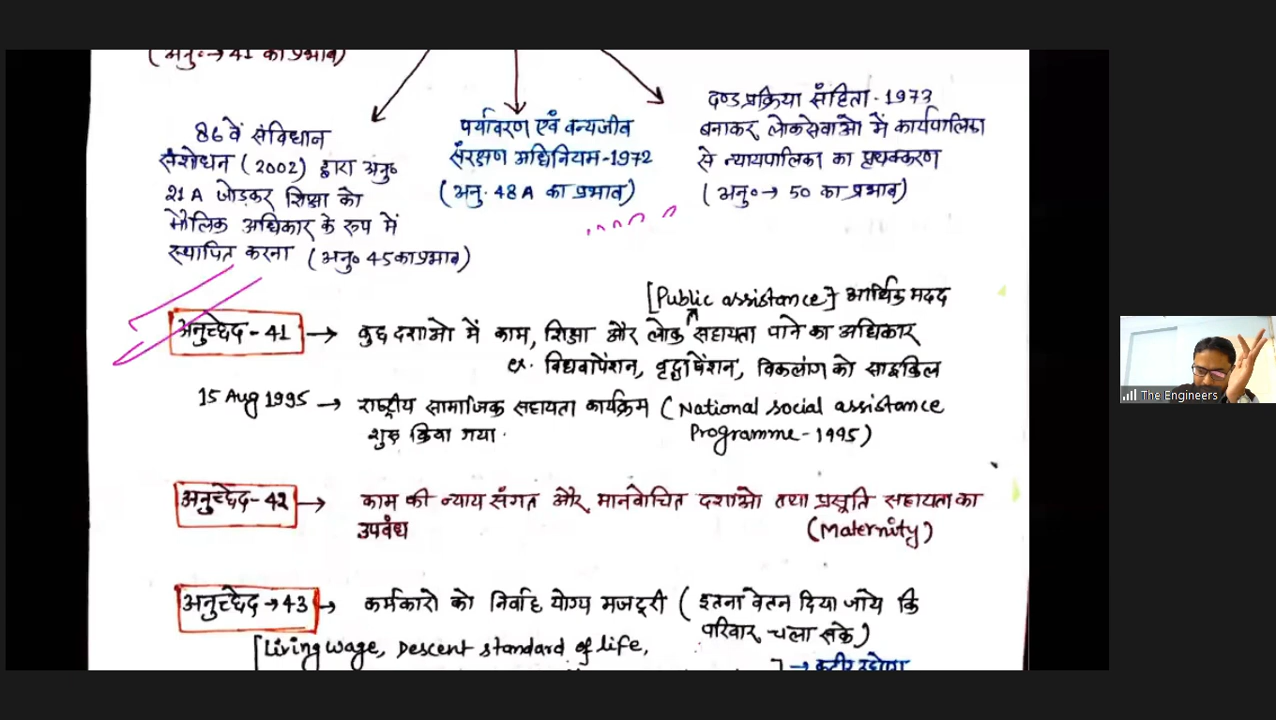 (अनु०→41 का प्रभाव)
86वें संविधान
संशोधन (2002) द्वारा अनु०
21A जोड़कर शिक्षा को
मौलिक अधिकार के रूप में
स्थापित करना (अनु० 45 का प्रभाव)
पर्यावरण एवं वन्यजीव
संरक्षण अधिनियम-1972
(अनु. 48A का प्रभाव)
दण्ड प्रक्रिया संहिता-1973
बनाकर लोकसेवाओ में कार्यपालिका
से न्यायपालिका का पृथक्करण
(अनु०→ 50 का प्रभाव)
[Public assistance] आर्थिक मदद
अनुच्छेद-41 → कुछ दशाओ में काम, शिक्षा और लोक सहायता पाने का अधिकार
ex. विधवापेंशन, वृद्धापेंशन, विकलांग को साइकिल
15 Aug 1995 → राष्ट्रीय सामाजिक सहायता कार्यक्रम (National social assistance
शुरू किया गया. Programme-1995)
अनुच्छेद-42 → काम की न्याय संगत और मानवोचित दशाओ तथा प्रसूति सहायता का
उपबंध (Maternity)
अनुच्छेद→43 → कर्मकारो को निर्वाह योग्य मजदूरी (इतना वेतन दिया जाये कि
परिवार चला सके)
[Living wage, Descent standard of life,
] → कुटीर उद्योग
The Engineers